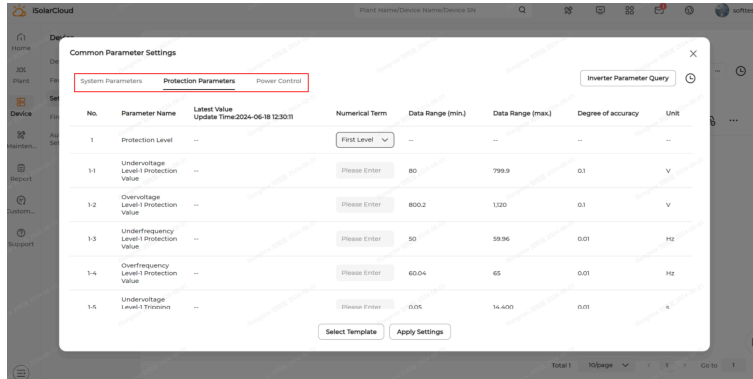 iSolarCloud
Plant Name/Device Name/Device SN
softtes
Home
Plant
Device
Mainten...
Report
Custom...
Support
Common Parameter Settings
System Parameters Protection Parameters Power Control
Inverter Parameter Query
No. Parameter Name Latest Value Update Time:2024-06-18 12:30:11 Numerical Term Data Range (min.) Data Range (max.) Degree of accuracy Unit
1 Protection Level -- First Level -- -- -- --
1-1 Undervoltage Level-1 Protection Value -- Please Enter 80 799.9 0.1 V
1-2 Overvoltage Level-1 Protection Value -- Please Enter 800.2 1,120 0.1 V
1-3 Underfrequency Level-1 Protection Value -- Please Enter 50 59.96 0.01 Hz
1-4 Overfrequency Level-1 Protection Value -- Please Enter 60.04 65 0.01 Hz
1-5 Undervoltage Level-1 Tripping -- Please Enter 0.05 14,400 0.01 s
Select Template Apply Settings
Total 1 10/page 1 Go to 1